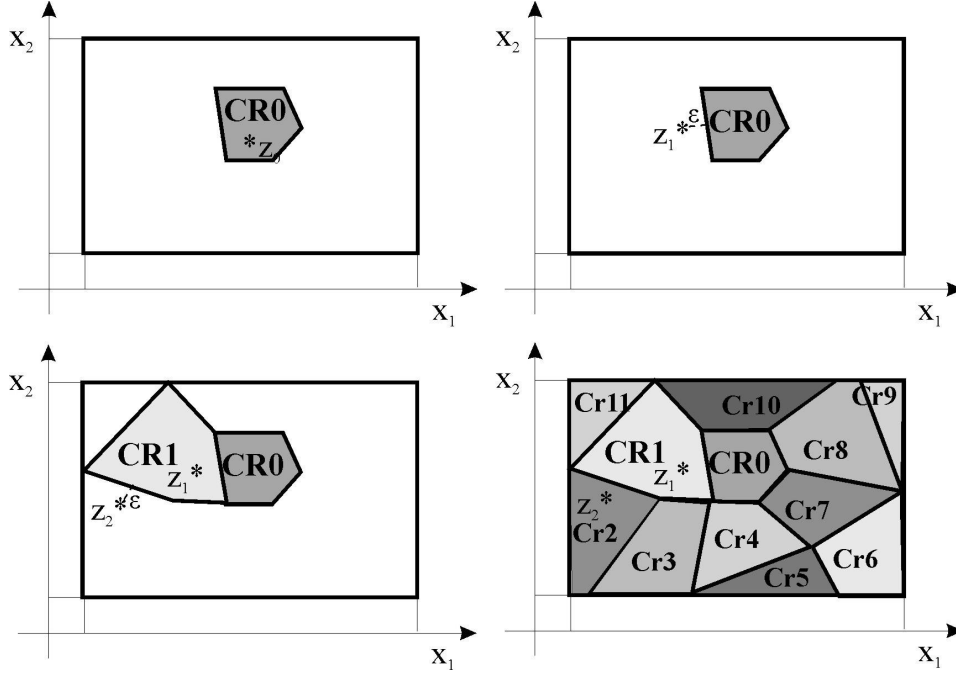 X₂
CR0
*z₀
X₁
X₂
ε
z₁* CR0
X₁
X₂
CR1
z₁* CR0
z₂* ε
X₁
X₂
Cr11 Cr10 Cr9
CR1 CR0 Cr8
z₁*
z₂*
Cr2 Cr7
Cr3 Cr4 Cr6
Cr5
X₁